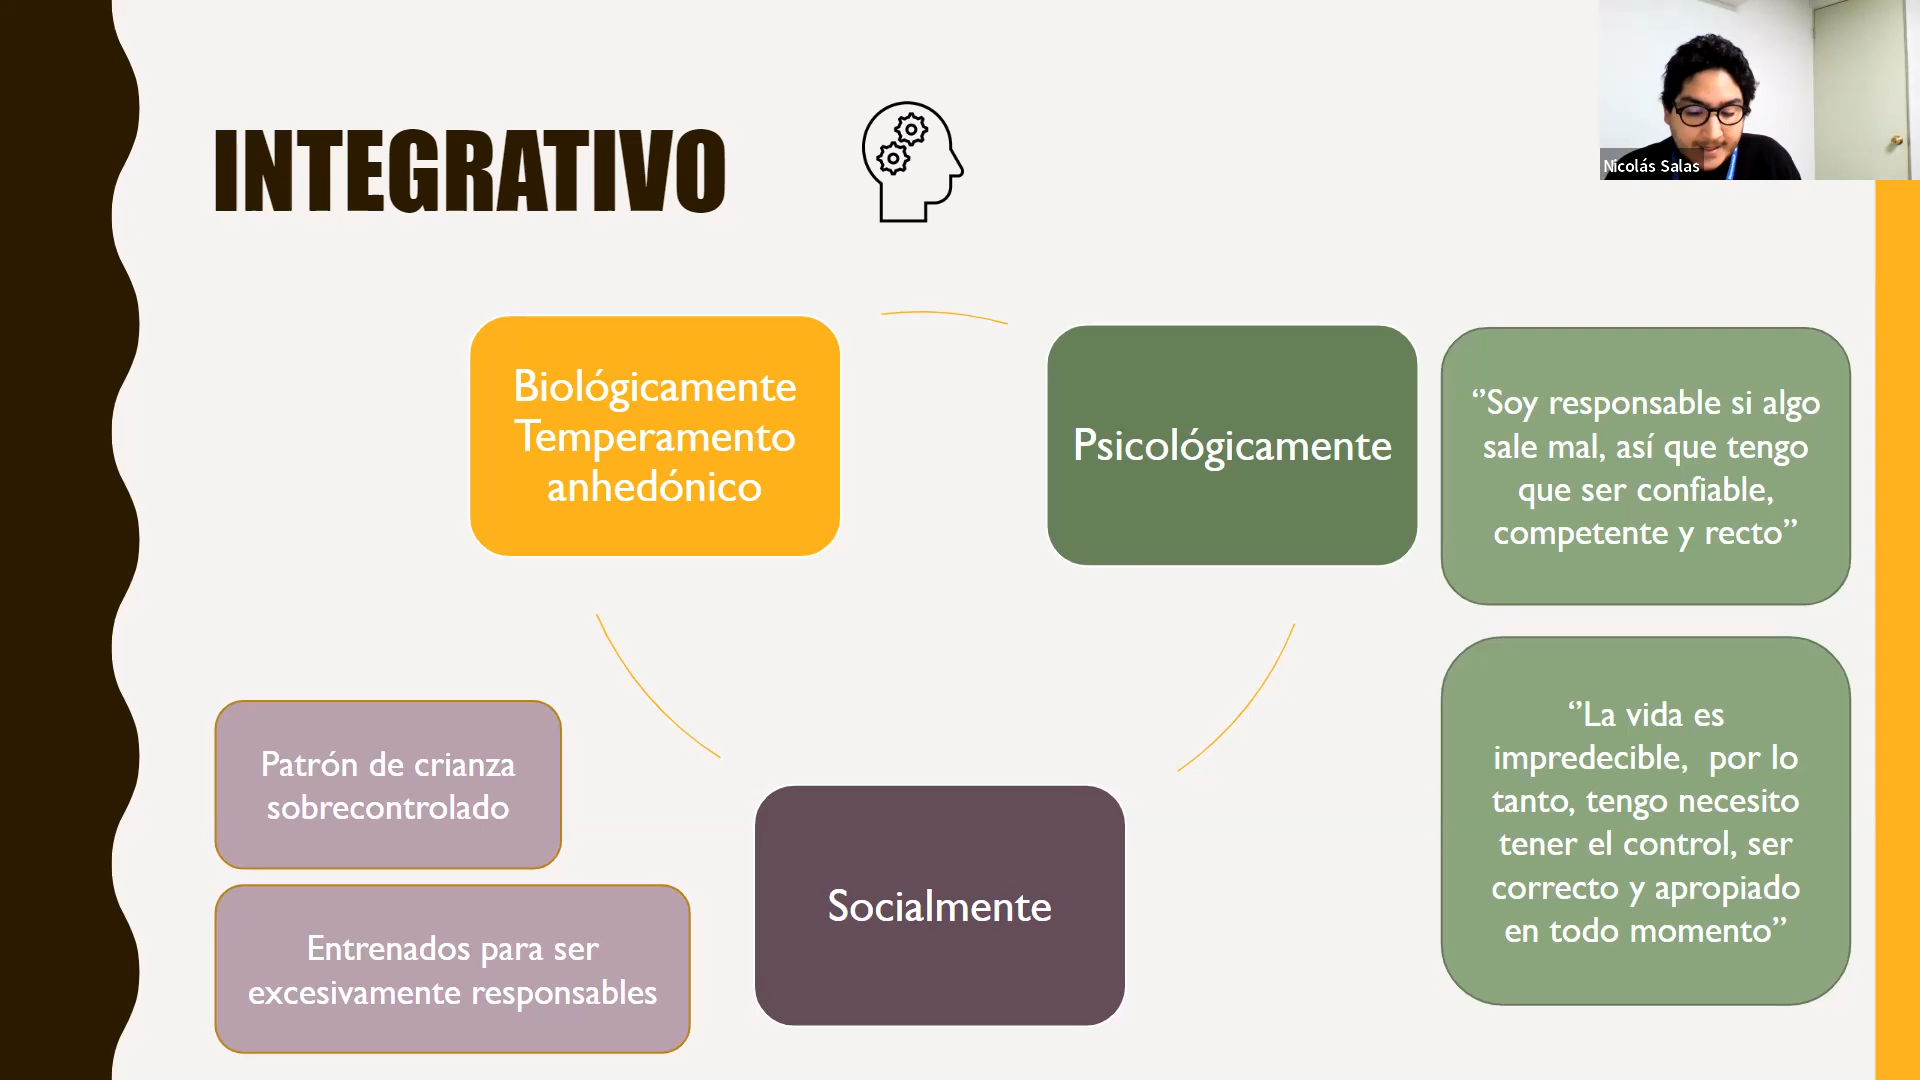 INTEGRATIVO
Nicolás Salas
Biológicamente
Temperamento
anhedónico
Psicológicamente
‘’Soy responsable si algo
sale mal, así que tengo
que ser confiable,
competente y recto’’
‘’La vida es
impredecible,  por lo
tanto, tengo necesito
tener el control, ser
correcto y apropiado
en todo momento’’
Socialmente
Patrón de crianza
sobrecontrolado
Entrenados para ser
excesivamente responsables